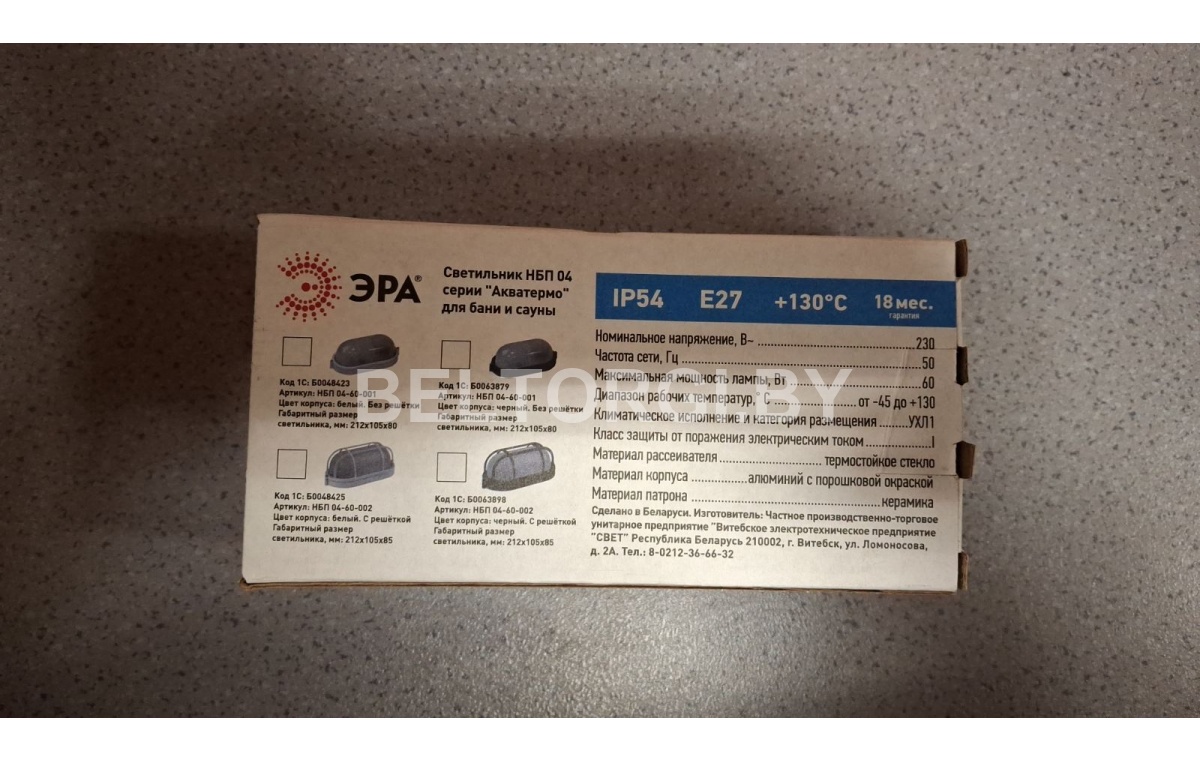 ЭРА®
Светильник НБП 04
серии "Акватермо"
для бани и сауны
Код 1С: Б0048423
Артикул: НБП 04-60-001
Цвет корпуса: белый. Без решётки
Габаритный размер
светильника, мм: 212х105х80
Код 1С: Б0063879
Артикул: НБП 04-60-001
Цвет корпуса: черный. Без решётки
Габаритный размер
светильника, мм: 212х105х80
Код 1С: Б0048425
Артикул: НБП 04-60-002
Цвет корпуса: белый. С решёткой
Габаритный размер
светильника, мм: 212х105х85
Код 1С: Б0063898
Артикул: НБП 04-60-002
Цвет корпуса: черный. С решёткой
Габаритный размер
светильника, мм: 212х105х85
IP54 E27 +130°C 18 мес.
гарантия
Номинальное напряжение, В~ 230
Частота сети, Гц 50
Максимальная мощность лампы, Вт 60
Диапазон рабочих температур,° С от -45 до +130
Климатическое исполнение и категория размещения УХЛ1
Класс защиты от поражения электрическим током I
Материал рассеивателя термостойкое стекло
Материал корпуса алюминий с порошковой окраской
Материал патрона керамика
Сделано в Беларуси. Изготовитель: Частное производственно-торговое
унитарное предприятие "Витебское электротехническое предприятие
"СВЕТ" Республика Беларусь 210002, г. Витебск, ул. Ломоносова,
д. 2А. Тел.: 8-0212-36-66-32
BELTORGI.BY